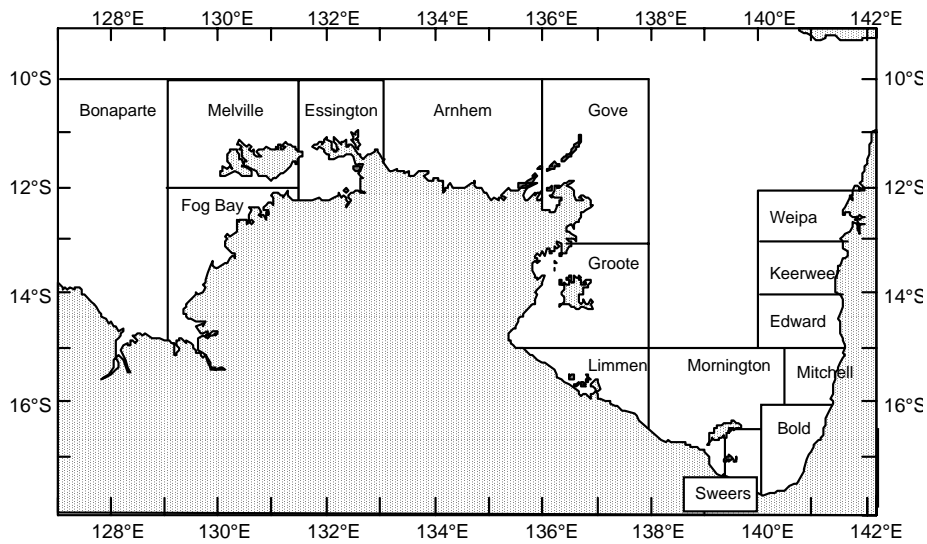 128°E 130°E 132°E 134°E 136°E 138°E 140°E 142°E
10°S 10°S
Bonaparte Melville Essington Arnhem Gove
12°S 12°S
Fog Bay Weipa
Groote Keerwee
14°S 14°S
Edward
Limmen Mornington Mitchell
16°S 16°S
Bold
Sweers
128°E 130°E 132°E 134°E 136°E 138°E 140°E 142°E